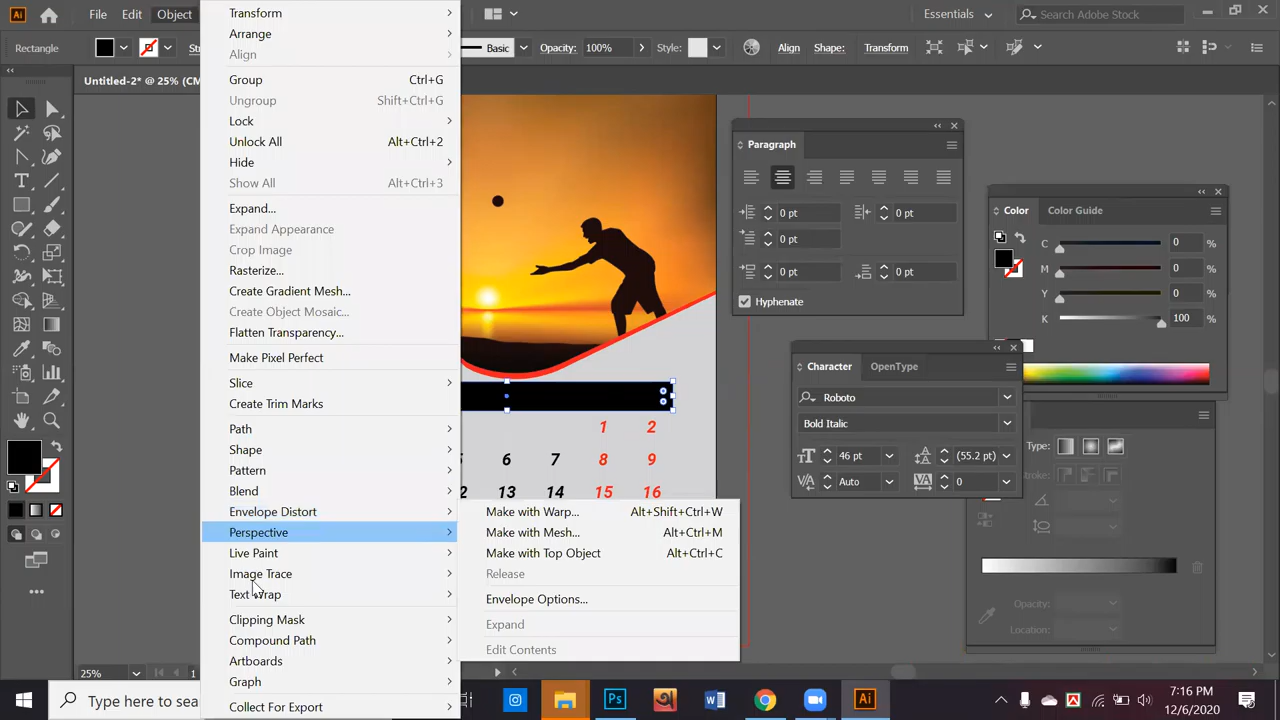 Ai File Edit Object Essentials Search Adobe Stock
Rectangle Basic Opacity: 100% Style: Align Shape: Transform
Untitled-2* @ 25% (CM
Transform
Arrange
Align
Group Ctrl+G
Ungroup Shift+Ctrl+G
Lock
Unlock All Alt+Ctrl+2
Hide
Show All Alt+Ctrl+3
Expand...
Expand Appearance
Crop Image
Rasterize...
Create Gradient Mesh...
Create Object Mosaic...
Flatten Transparency...
Make Pixel Perfect
Slice
Create Trim Marks
Path
Shape
Pattern
Blend
Envelope Distort
Perspective
Live Paint
Image Trace
Text Wrap
Clipping Mask
Compound Path
Artboards
Graph
Collect For Export
Make with Warp... Alt+Shift+Ctrl+W
Make with Mesh... Alt+Ctrl+M
Make with Top Object Alt+Ctrl+C
Release
Envelope Options...
Expand
Edit Contents
1 2
6 7 8 9
13 14 15 16
Paragraph
0 pt 0 pt
0 pt
0 pt 0 pt
Hyphenate
Color Color Guide
C 0 %
M 0 %
Y 0 %
K 100 %
Character OpenType
Roboto
Bold Italic
46 pt (55.2 pt)
Auto 0
Type:
Stroke:
Opacity:
Location:
25% 1
Type here to sea
Ps Ai
7:16 PM
12/6/2020